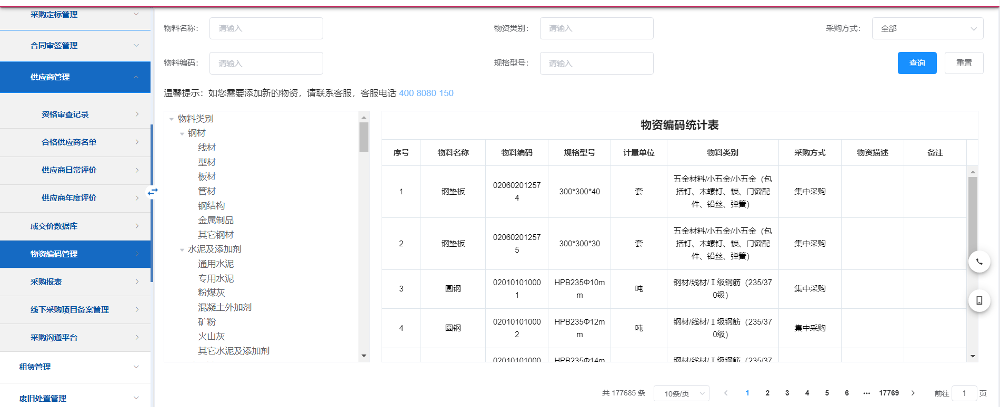 采购定标管理
合同审签管理
供应商管理
资格审查记录
合格供应商名单
供应商日常评价
供应商年度评价
成交价数据库
物资编码管理
采购报表
线下采购项目备案管理
采购沟通平台
租赁管理
废旧处置管理
物料名称： 请输入 物资类别： 请输入 采购方式： 全部
物料编码： 请输入 规格型号： 请输入 查询 重置
温馨提示：如您需要添加新的物资，请联系客服，客服电话 400 8080 150
物料类别
钢材
线材
型材
板材
管材
钢结构
金属制品
其它钢材
水泥及添加剂
通用水泥
专用水泥
粉煤灰
混凝土外加剂
矿粉
火山灰
其它水泥及添加剂
物资编码统计表
序号 物料名称 物料编码 规格型号 计量单位 物料类别 采购方式 物资描述 备注
1 钢垫板 020602012574 300*300*40 套 五金材料/小五金/小五金（包括钉、木螺钉、锁、门窗配件、铅丝、弹簧） 集中采购
2 钢垫板 020602012575 300*300*30 套 五金材料/小五金/小五金（包括钉、木螺钉、锁、门窗配件、铅丝、弹簧） 集中采购
3 圆钢 020101010001 HPB235Φ10mm 吨 钢材/线材/Ⅰ级钢筋（235/370级） 集中采购
4 圆钢 020101010002 HPB235Φ12mm 吨 钢材/线材/Ⅰ级钢筋（235/370级） 集中采购
02010101000 HPB235Φ14m 钢材/线材/Ⅰ级钢筋（235/37
共 177685 条 10条/页 1 2 3 4 5 6 ••• 17769 前往 1 页